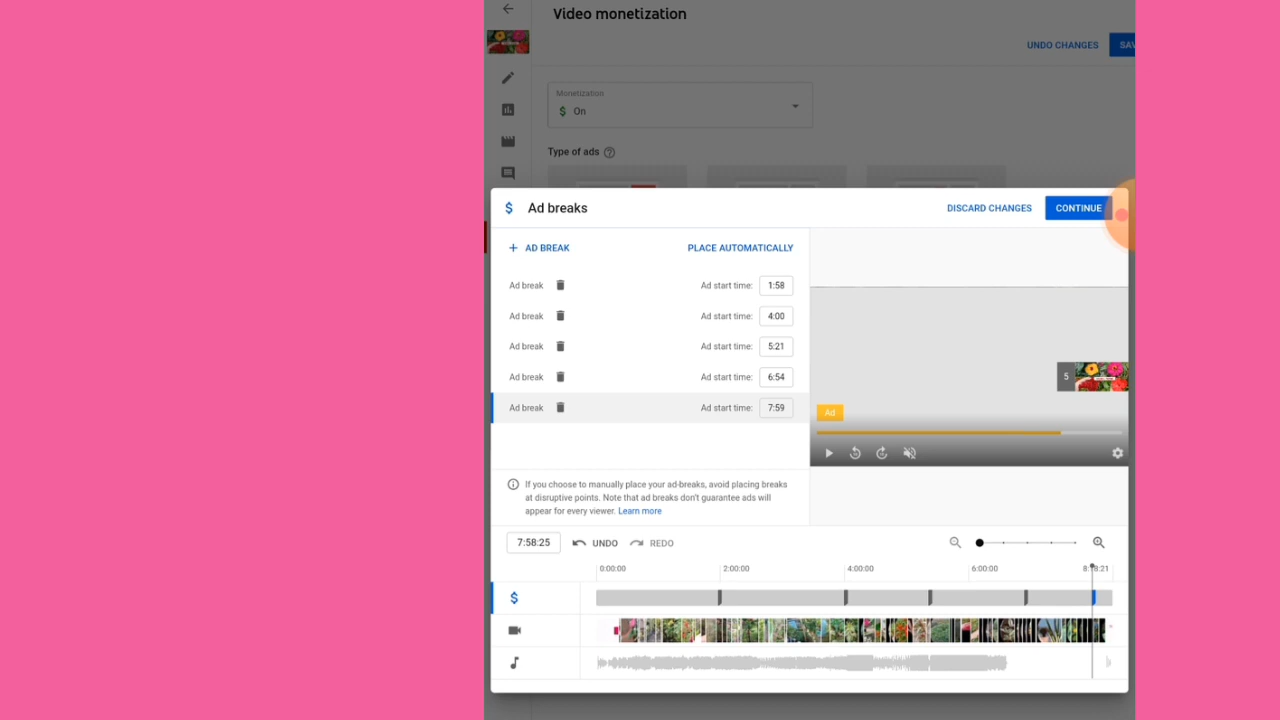 Video monetization
UNDO CHANGES
SAV
Monetization
$ On
Type of ads
$ Ad breaks
DISCARD CHANGES
CONTINUE
+ AD BREAK
PLACE AUTOMATICALLY
Ad break Ad start time: 1:58
Ad break Ad start time: 4:00
Ad break Ad start time: 5:21
Ad break Ad start time: 6:54
Ad break Ad start time: 7:59
5
Ad
If you choose to manually place your ad-breaks, avoid placing breaks
at disruptive points. Note that ad breaks don't guarantee ads will
appear for every viewer. Learn more
7:58:25 UNDO REDO
0:00:00 2:00:00 4:00:00 6:00:00
$